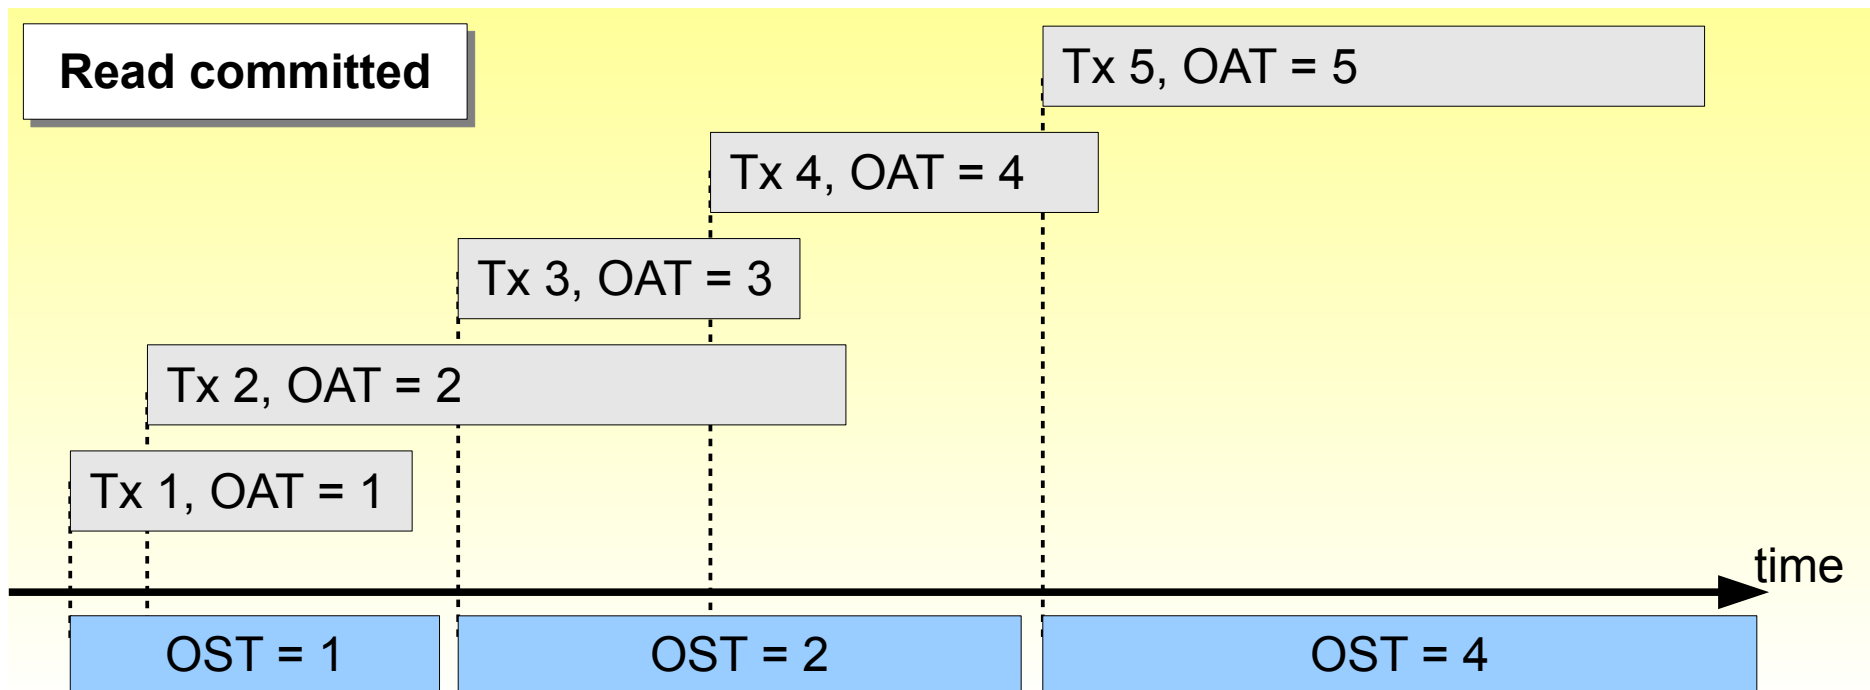 Read committed
Tx 5, OAT = 5
Tx 4, OAT = 4
Tx 3, OAT = 3
Tx 2, OAT = 2
Tx 1, OAT = 1
time
OST = 1
OST = 2
OST = 4